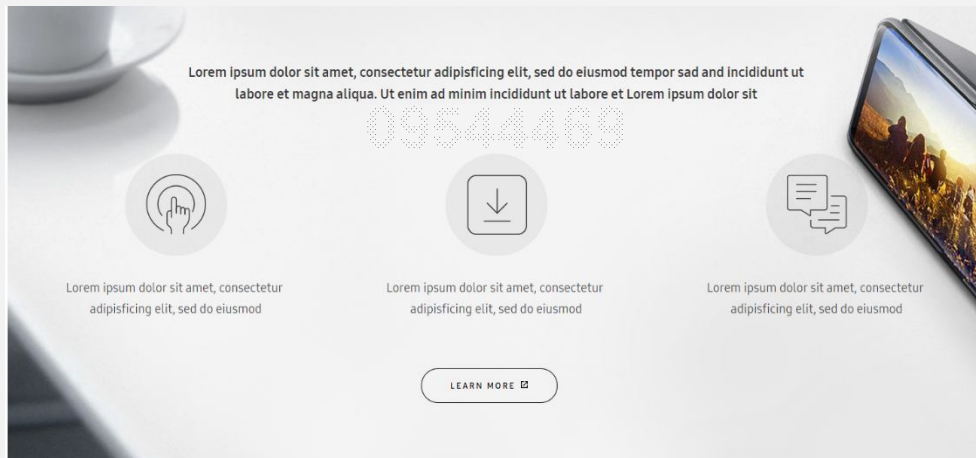 Lorem ipsum dolor sit amet, consectetur adipisficing elit, sed do eiusmod tempor sad and incididunt ut
labore et magna aliqua. Ut enim ad minim incididunt ut labore et Lorem ipsum dolor sit
09544469
Lorem ipsum dolor sit amet, consectetur
adipisficing elit, sed do eiusmod
Lorem ipsum dolor sit amet, consectetur
adipisficing elit, sed do eiusmod
Lorem ipsum dolor sit amet, consectetur
adipisficing elit, sed do eiusmod
LEARN MORE